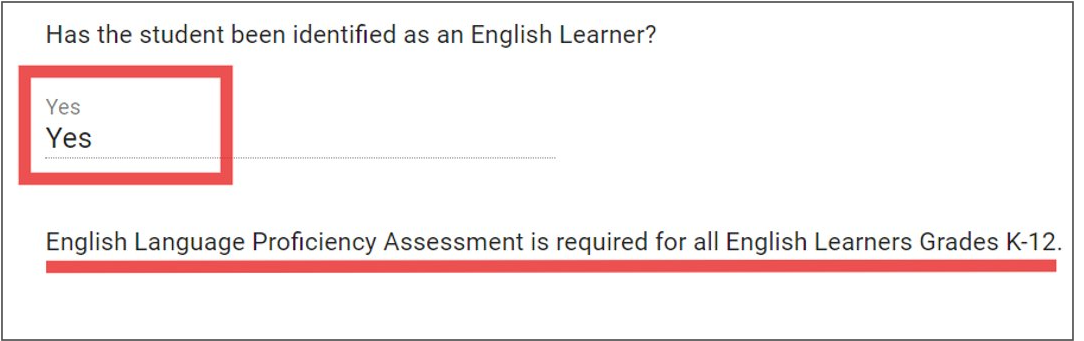 Has the student been identified as an English Learner?
Yes
Yes
English Language Proficiency Assessment is required for all English Learners Grades K-12.